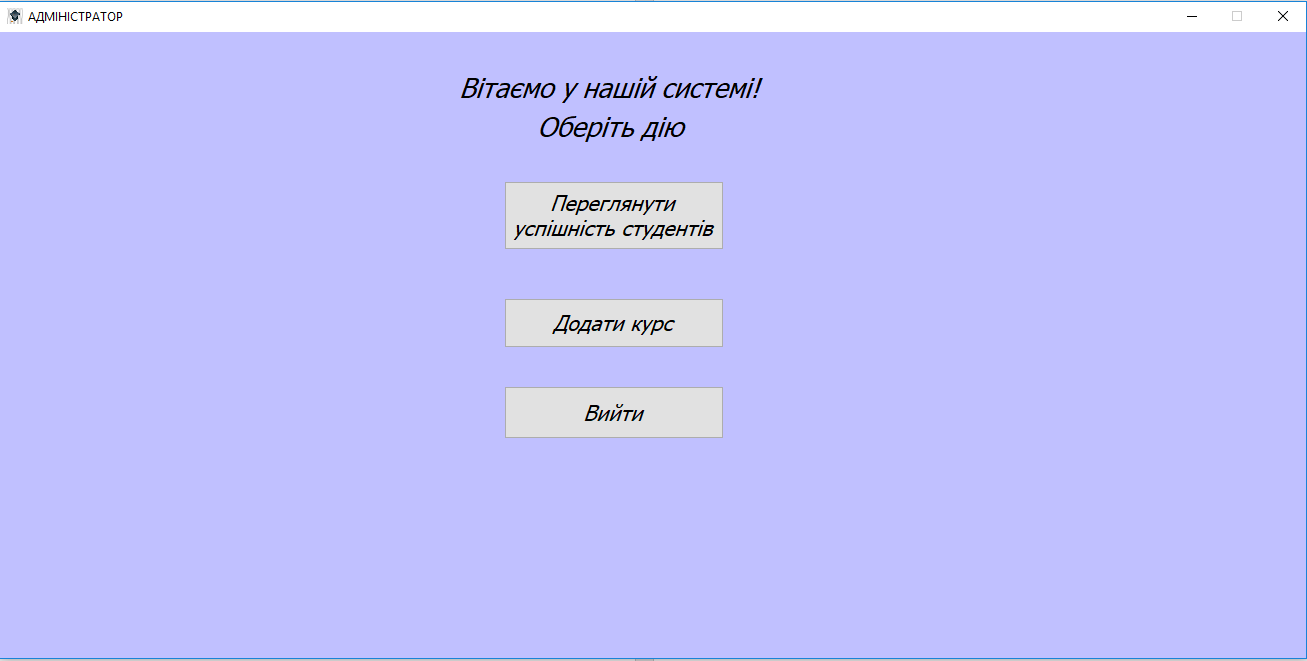 АДМІНІСТРАТОР
Вітаємо у нашій системі!
Оберіть дію
Переглянути
успішність студентів
Додати курс
Вийти